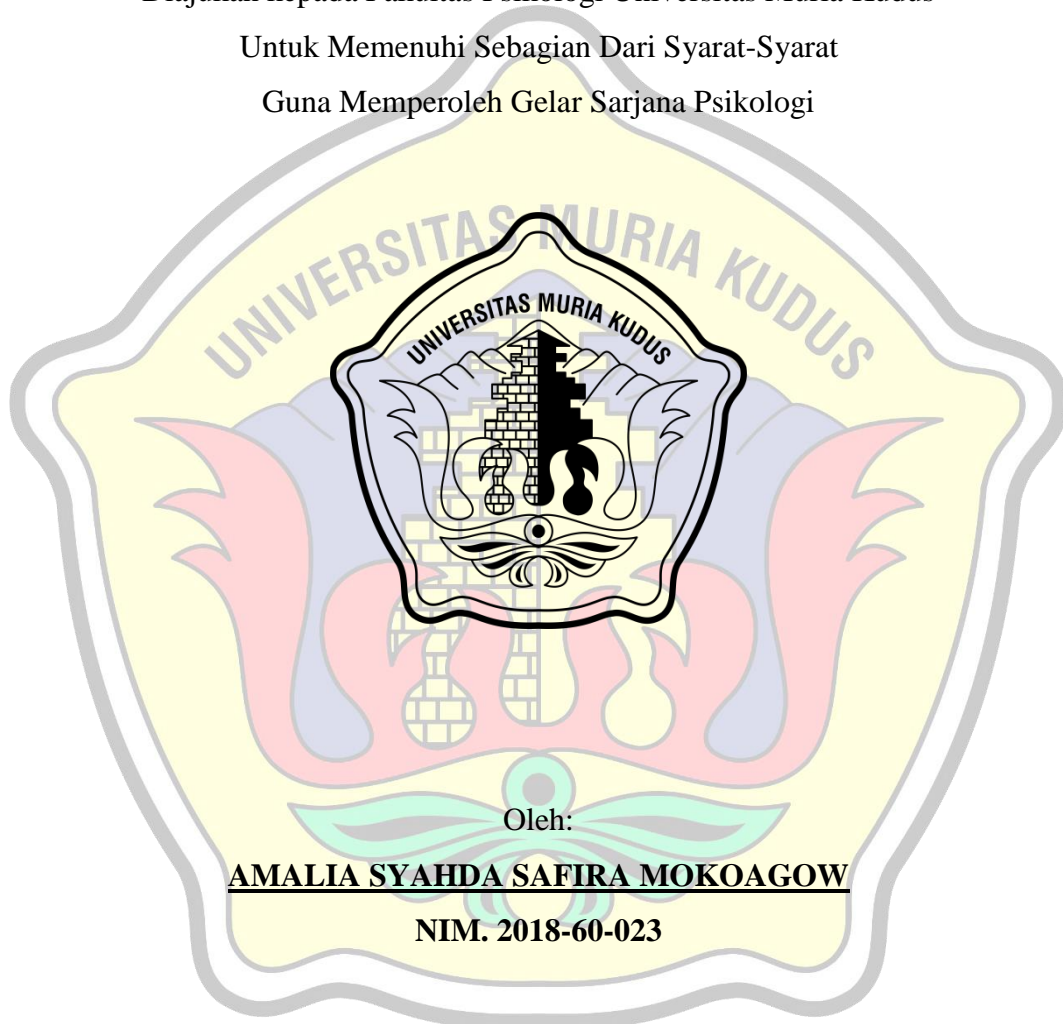 Diajukan kepada Fakultas Psikologi Universitas Muria Kudus
Untuk Memenuhi Sebagian Dari Syarat-Syarat
Guna Memperoleh Gelar Sarjana Psikologi
UNIVERSITAS MURIA KUDUS
UNIVERSITAS MURIA KUDUS
Oleh:
AMALIA SYAHDA SAFIRA MOKOAGOW
NIM. 2018-60-023